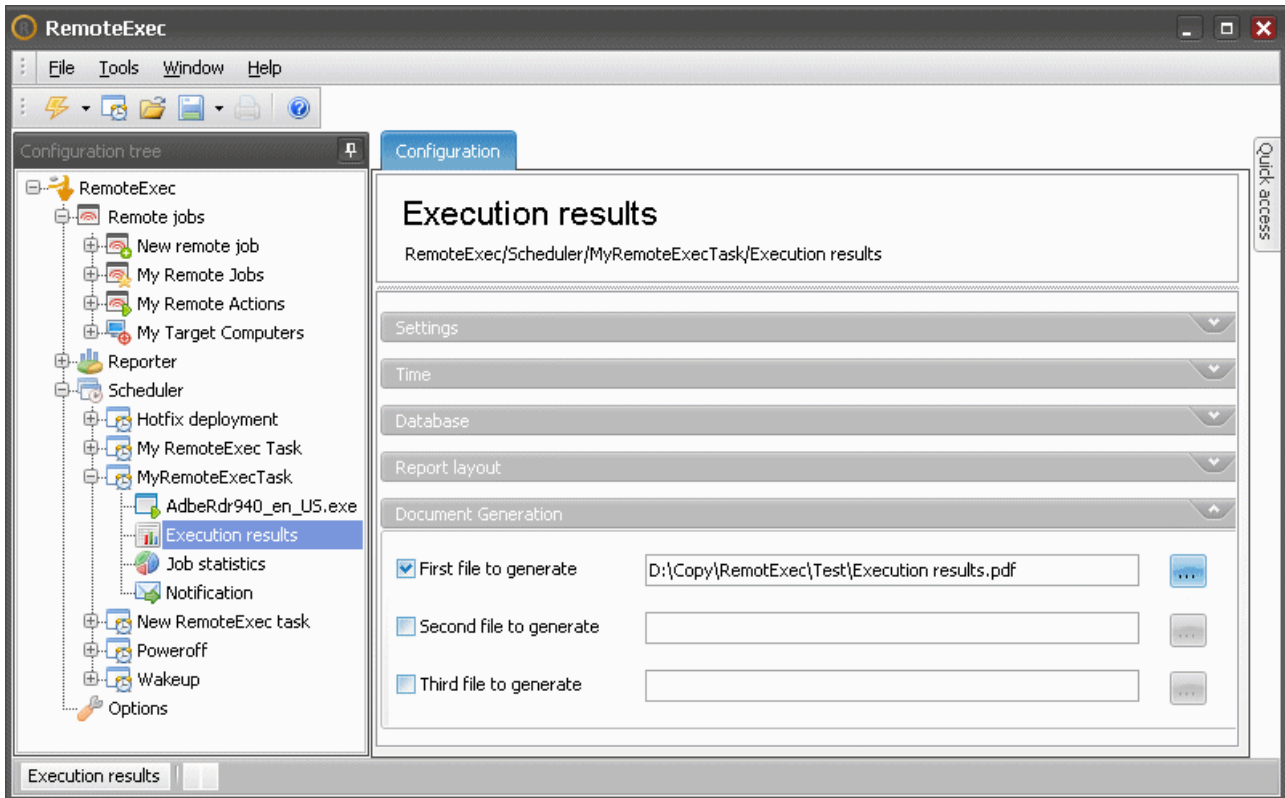 RemoteExec
File Tools Window Help
Configuration tree
RemoteExec
Remote jobs
New remote job
My Remote Jobs
My Remote Actions
My Target Computers
Reporter
Scheduler
Hotfix deployment
My RemoteExec Task
MyRemoteExecTask
AdbeRdr940_en_US.exe
Execution results
Job statistics
Notification
New RemoteExec task
Poweroff
Wakeup
Options
Configuration
Execution results
RemoteExec/Scheduler/MyRemoteExecTask/Execution results
Settings
Time
Database
Report layout
Document Generation
First file to generate D:\Copy\RemotExec\Test\Execution results.pdf ...
Second file to generate ...
Third file to generate ...
Quick access
Execution results